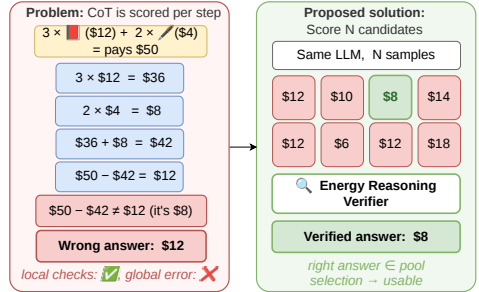 Problem: CoT is scored per step
3 × 📕 ($12) + 2 × 🖊️($4)
= pays $50
3 × $12 = $36
2 × $4 = $8
$36 + $8 = $42
$50 − $42 = $12
$50 − $42 ≠ $12 (it's $8)
Wrong answer: $12
local checks: ✅, global error: ❌
Proposed solution:
Score N candidates
Same LLM, N samples
$12 $10 $8 $14
$12 $6 $12 $18
🔍 Energy Reasoning
Verifier
Verified answer: $8
right answer ∈ pool
selection → usable